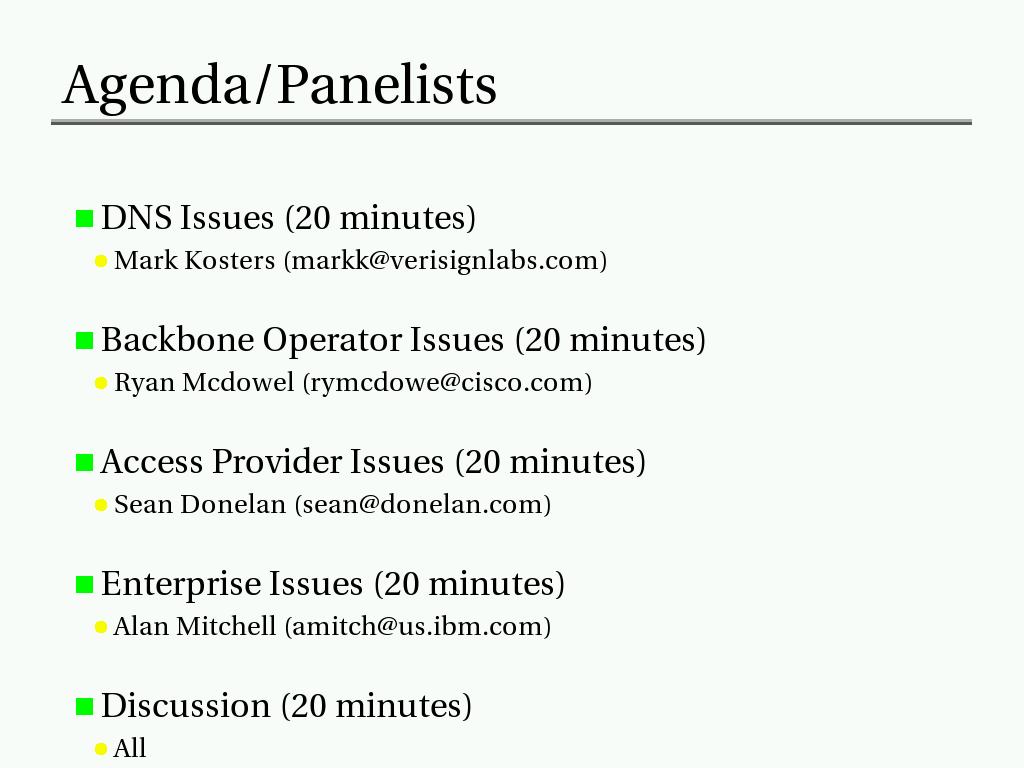 Agenda/Panelists
DNS Issues (20 minutes)
Mark Kosters (markk@verisignlabs.com)
Backbone Operator Issues (20 minutes)
Ryan Mcdowel (rymcdowe@cisco.com)
Access Provider Issues (20 minutes)
Sean Donelan (sean@donelan.com)
Enterprise Issues (20 minutes)
Alan Mitchell (amitch@us.ibm.com)
Discussion (20 minutes)
All